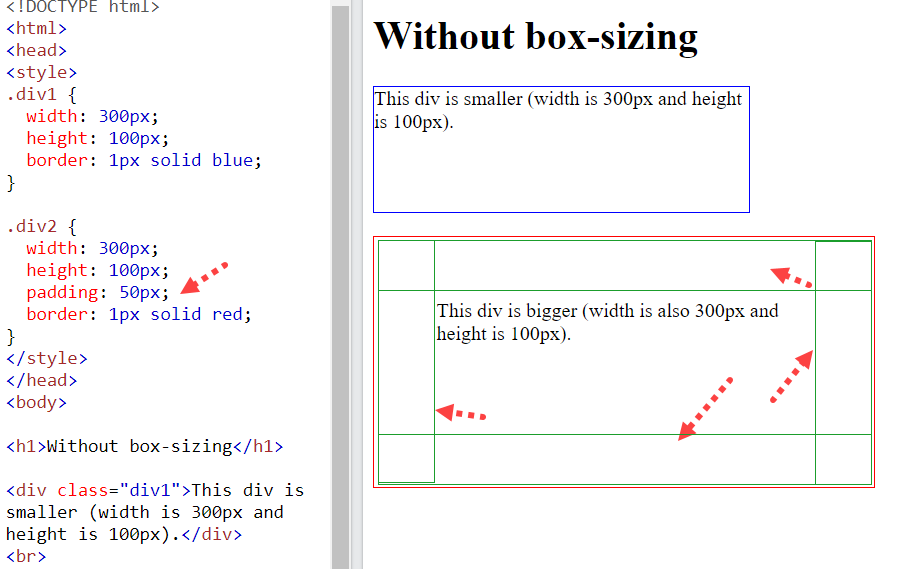 <!DOCTYPE html>
<html>
<head>
<style>
.div1 {
  width: 300px;
  height: 100px;
  border: 1px solid blue;
}

.div2 {
  width: 300px;
  height: 100px;
  padding: 50px;
  border: 1px solid red;
}
</style>
</head>
<body>

<h1>Without box-sizing</h1>

<div class="div1">This div is
smaller (width is 300px and
height is 100px).</div>
<br>
Without box-sizing
This div is smaller (width is 300px and height
is 100px).
This div is bigger (width is also 300px and
height is 100px).